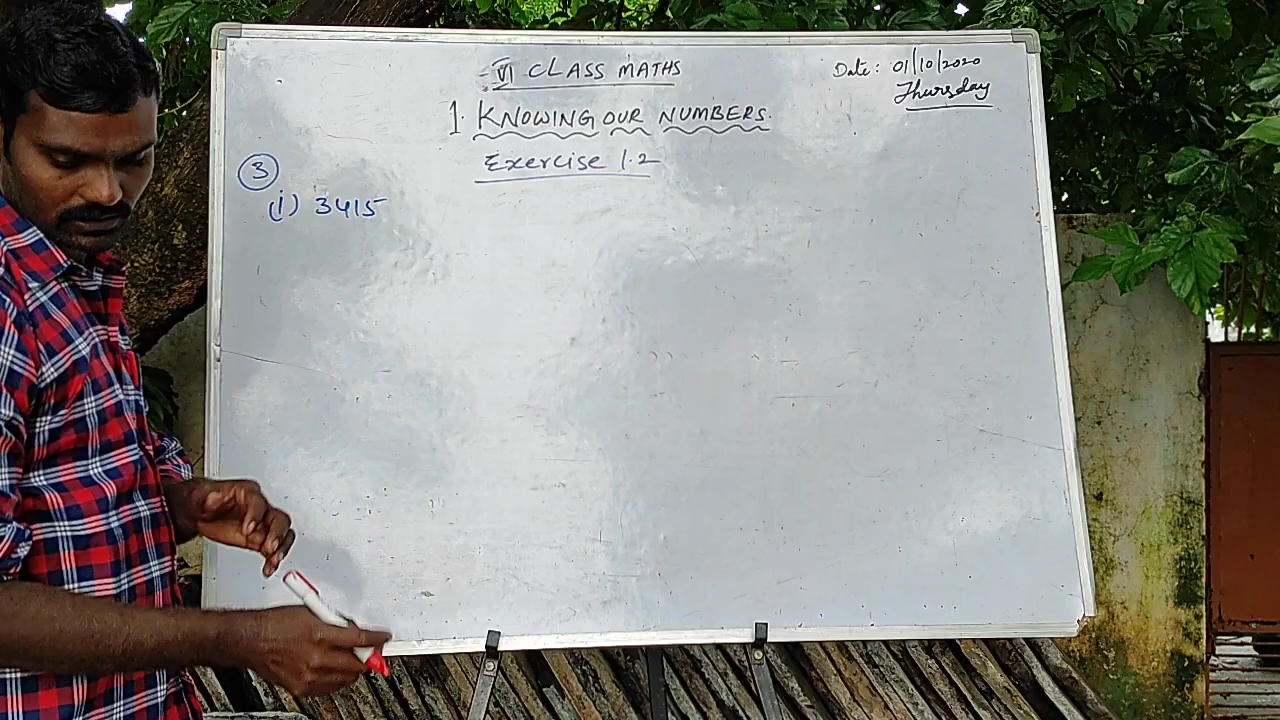 VI CLASS MATHS
Date: 01/10/2020
Thursday
1. KNOWING OUR NUMBERS.
Exercise 1.2
3
(i) 3415